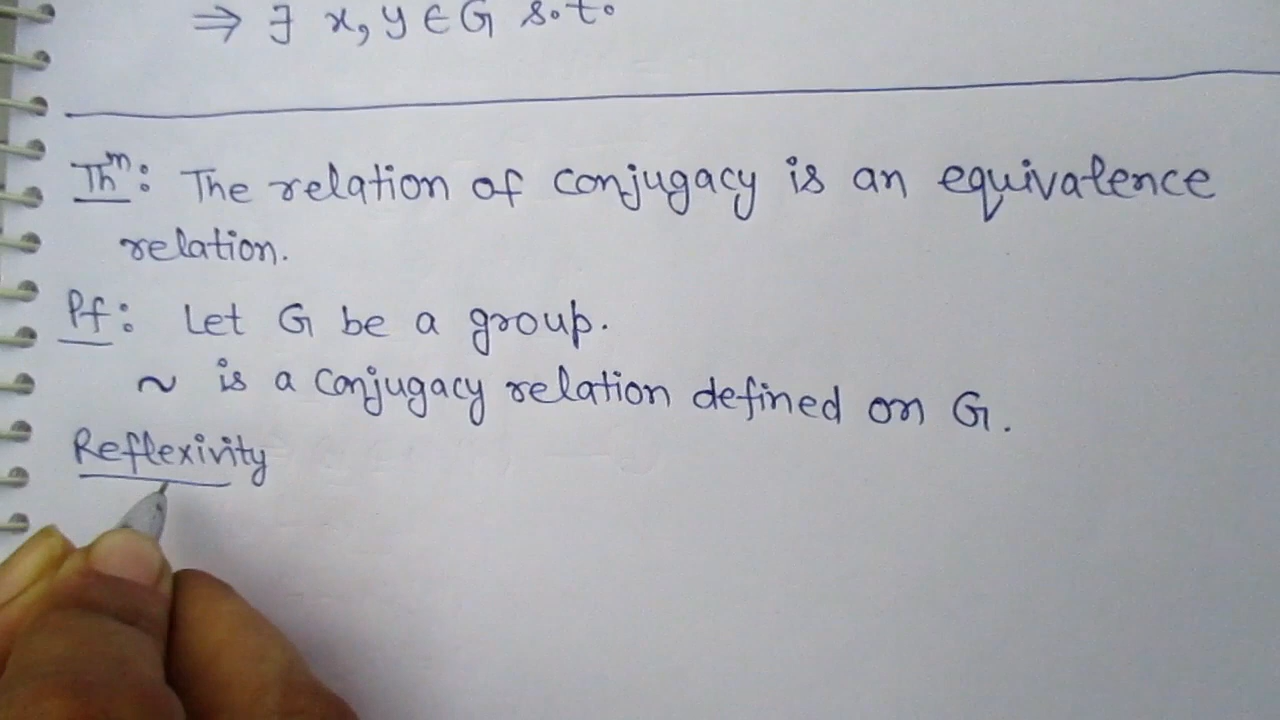 ⇒ ∃ x, y ∈ G s.t.
Thm: The relation of conjugacy is an equivalence
relation.
Pf: Let G be a group.
~ is a conjugacy relation defined on G.
Reflexivity